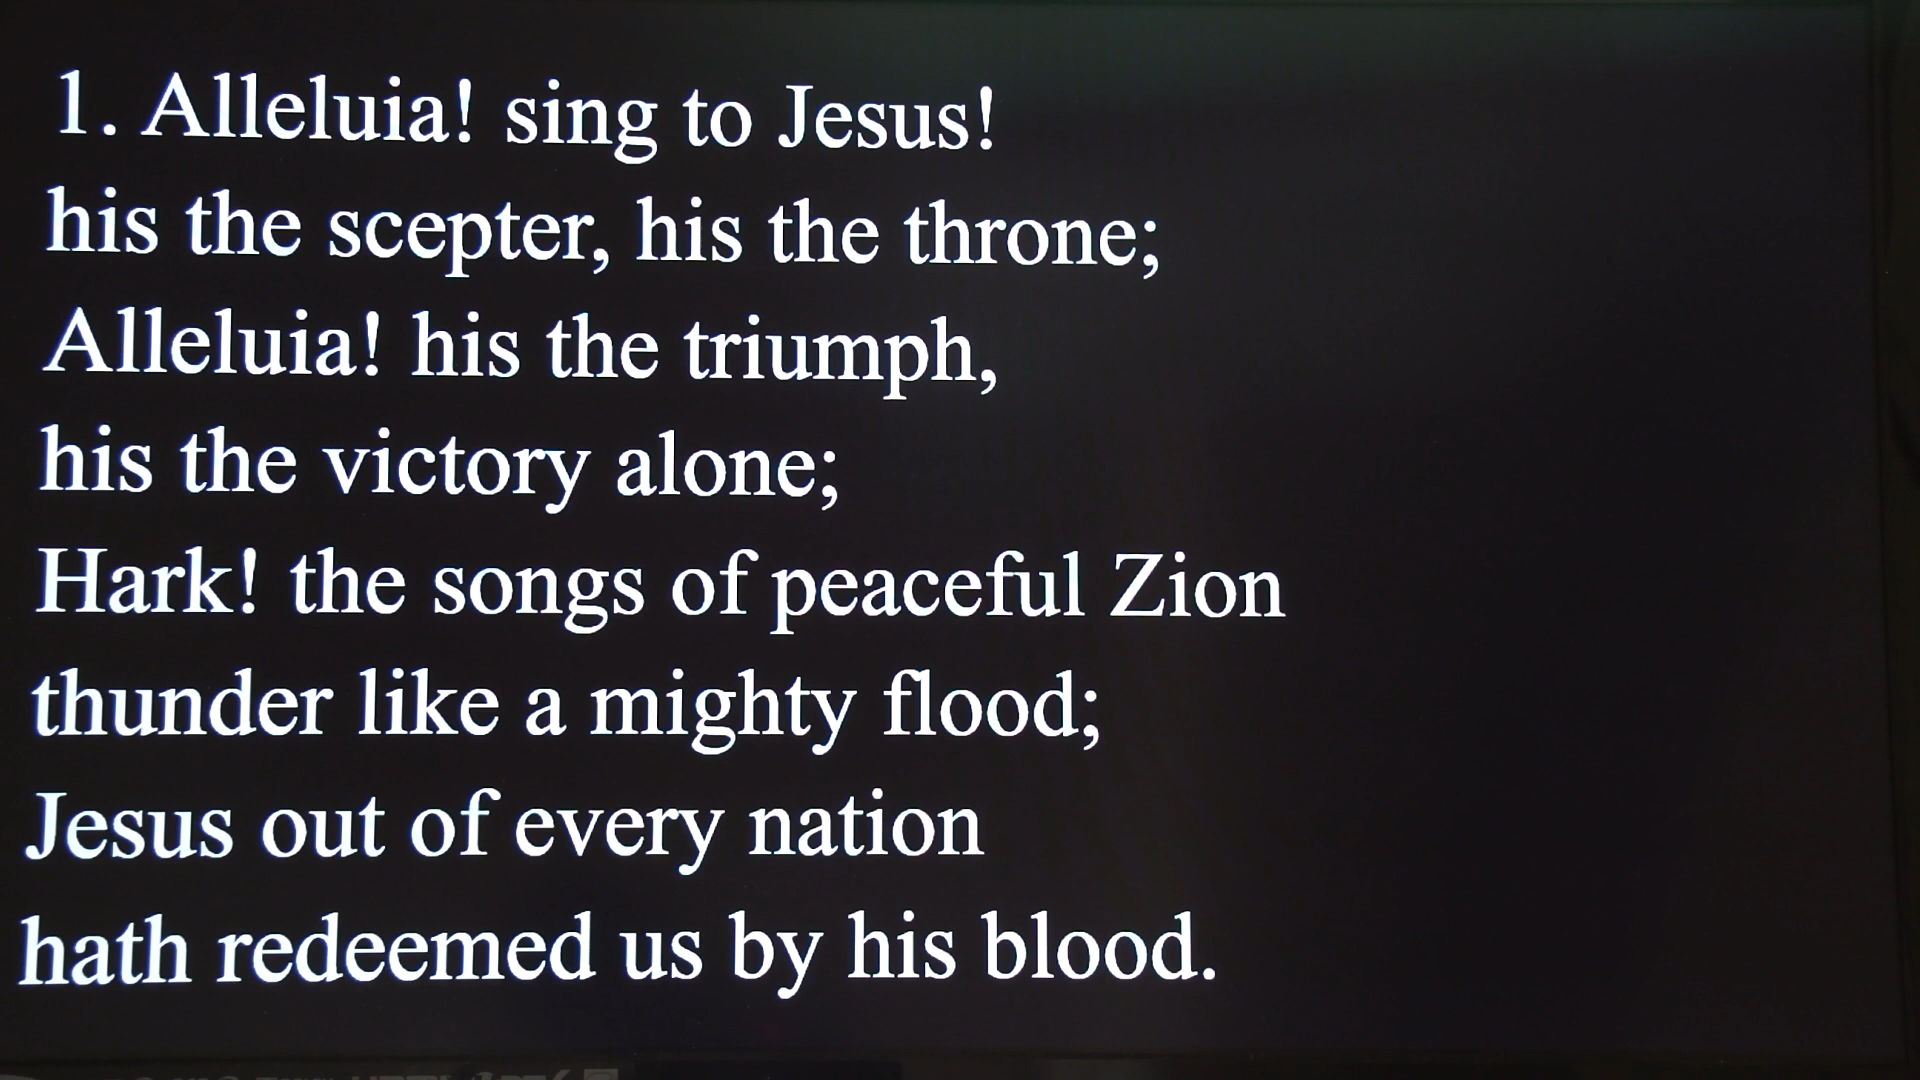 1. Alleluia! sing to Jesus!
his the scepter, his the throne;
Alleluia! his the triumph,
his the victory alone;
Hark! the songs of peaceful Zion
thunder like a mighty flood;
Jesus out of every nation
hath redeemed us by his blood.